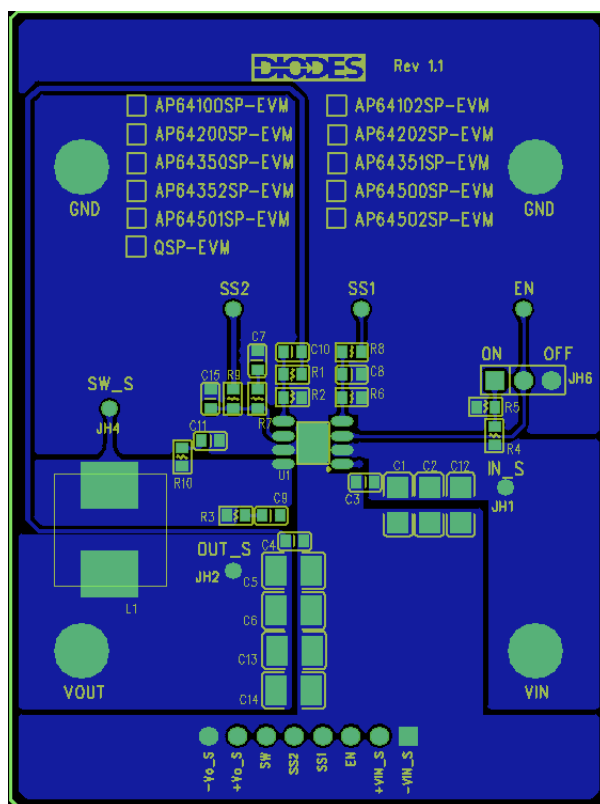 DIODES Rev 1.1
AP64100SP-EVM AP64102SP-EVM
AP64200SP-EVM AP64202SP-EVM
AP64350SP-EVM AP64351SP-EVM
AP64352SP-EVM AP64500SP-EVM
AP64501SP-EVM AP64502SP-EVM
QSP-EVM
GND GND
SS2 SS1 EN
C7 C10 R8
ON OFF
R1 C8 JH6
SW_S C15 R9 R2 R6 R5
JH4 C11 R7 R4
R10 U1 C3 C1 C2 C12 IN_S
JH1
R3 C9
C4
OUT_S
JH2 C5
L1
C6
C13
VOUT C14 VIN
-Vo_S +Vo_S SW SS2 SS1 EN +VIN_S -VIN_S